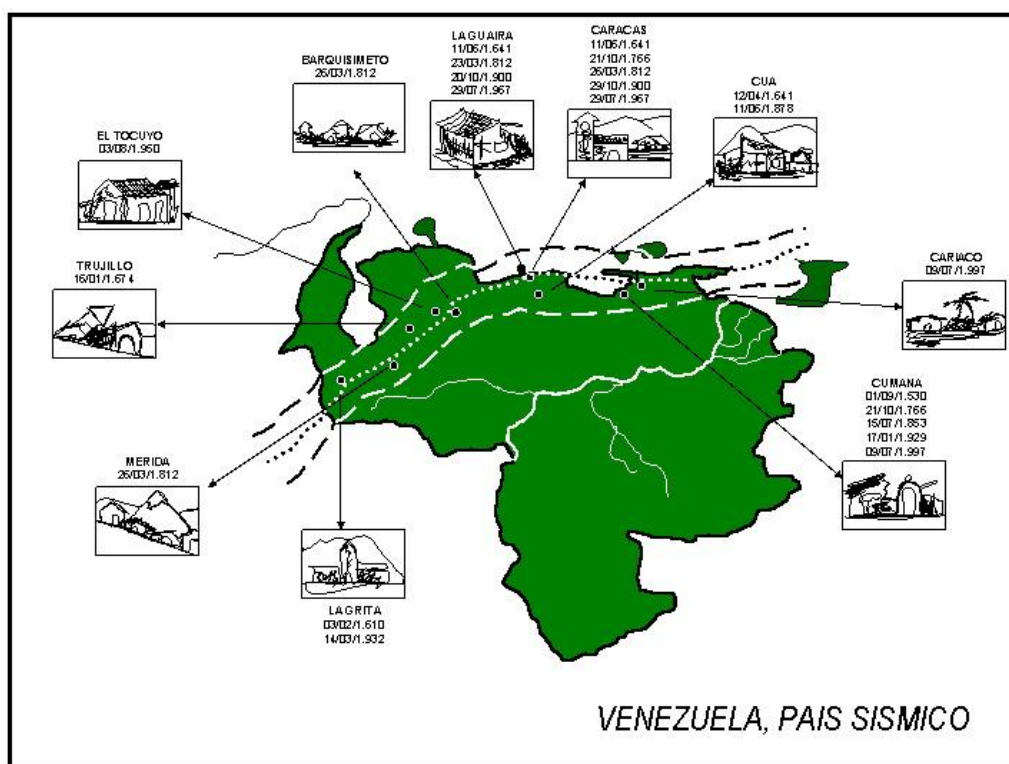 LA GUAIRA
11/06/1.641
23/03/1.812
20/10/1.900
29/07/1.967
CARACAS
11/06/1.641
21/10/1.766
26/03/1.812
29/10/1.900
29/07/1.967
BARQUISIMETO
26/03/1.812
CUA
12/04/1.641
11/06/1.878
EL TOCUYO
03/08/1.950
TRUJILLO
16/01/1.674
CARIACO
09/07/1.997
CUMANA
01/09/1.530
21/10/1.766
15/07/1.853
17/01/1.929
09/07/1.997
MERIDA
26/03/1.812
LA GRITA
03/02/1.610
14/03/1.932
VENEZUELA, PAIS SISMICO